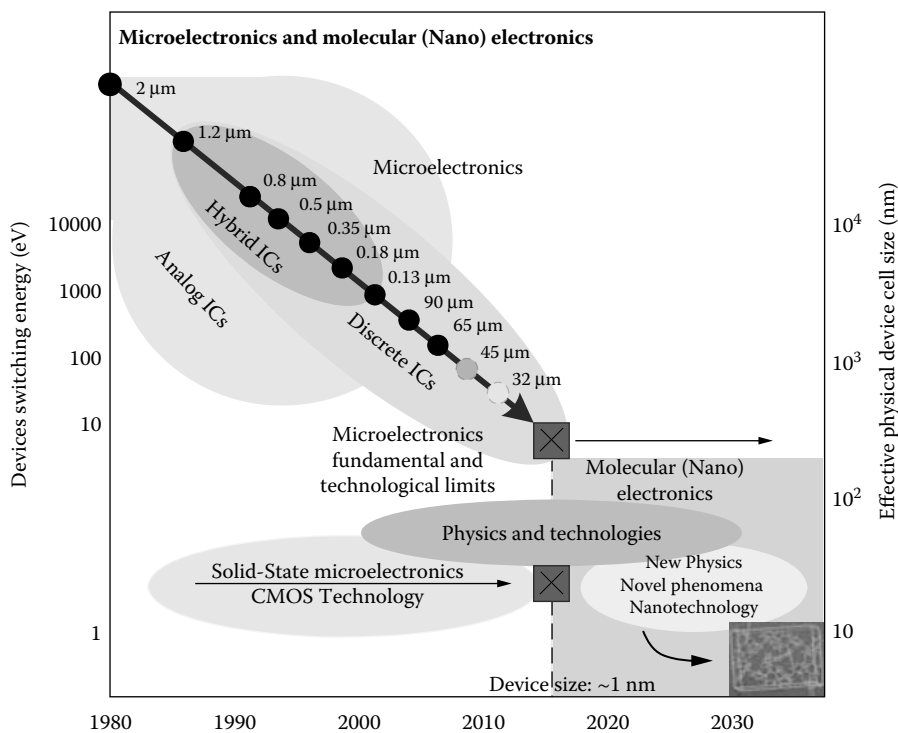 Microelectronics and molecular (Nano) electronics
2 µm
1.2 µm
Microelectronics
0.8 µm
0.5 µm
0.35 µm
0.18 µm
0.13 µm
90 µm
65 µm
45 µm
32 µm
Hybrid ICs
Analog ICs
Discrete ICs
Devices switching energy (eV)
10000
1000
100
10
1
Effective physical device cell size (nm)
10⁴
10³
10²
10
Microelectronics
fundamental and
technological limits
Molecular (Nano)
electronics
Physics and technologies
Solid-State microelectronics
CMOS Technology
New Physics
Novel phenomena
Nanotechnology
Device size: ~1 nm
1980
1990
2000
2010
2020
2030